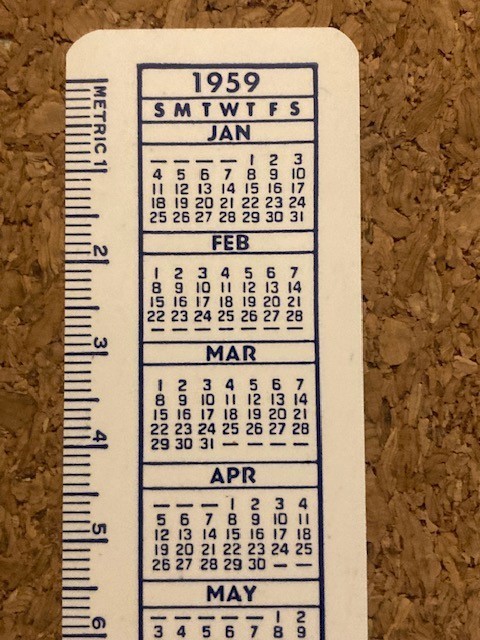 1959
S M T W T F S
JAN
— — — — 1 2 3
4 5 6 7 8 9 10
11 12 13 14 15 16 17
18 19 20 21 22 23 24
25 26 27 28 29 30 31
FEB
1 2 3 4 5 6 7
8 9 10 11 12 13 14
15 16 17 18 19 20 21
22 23 24 25 26 27 28
— — — — — — —
MAR
1 2 3 4 5 6 7
8 9 10 11 12 13 14
15 16 17 18 19 20 21
22 23 24 25 26 27 28
29 30 31 — — — —
APR
— — — 1 2 3 4
5 6 7 8 9 10 11
12 13 14 15 16 17 18
19 20 21 22 23 24 25
26 27 28 29 30 — —
MAY
— — — — — 1 2
3 4 5 6 7 8 9
METRIC 1
2
3
4
5
6